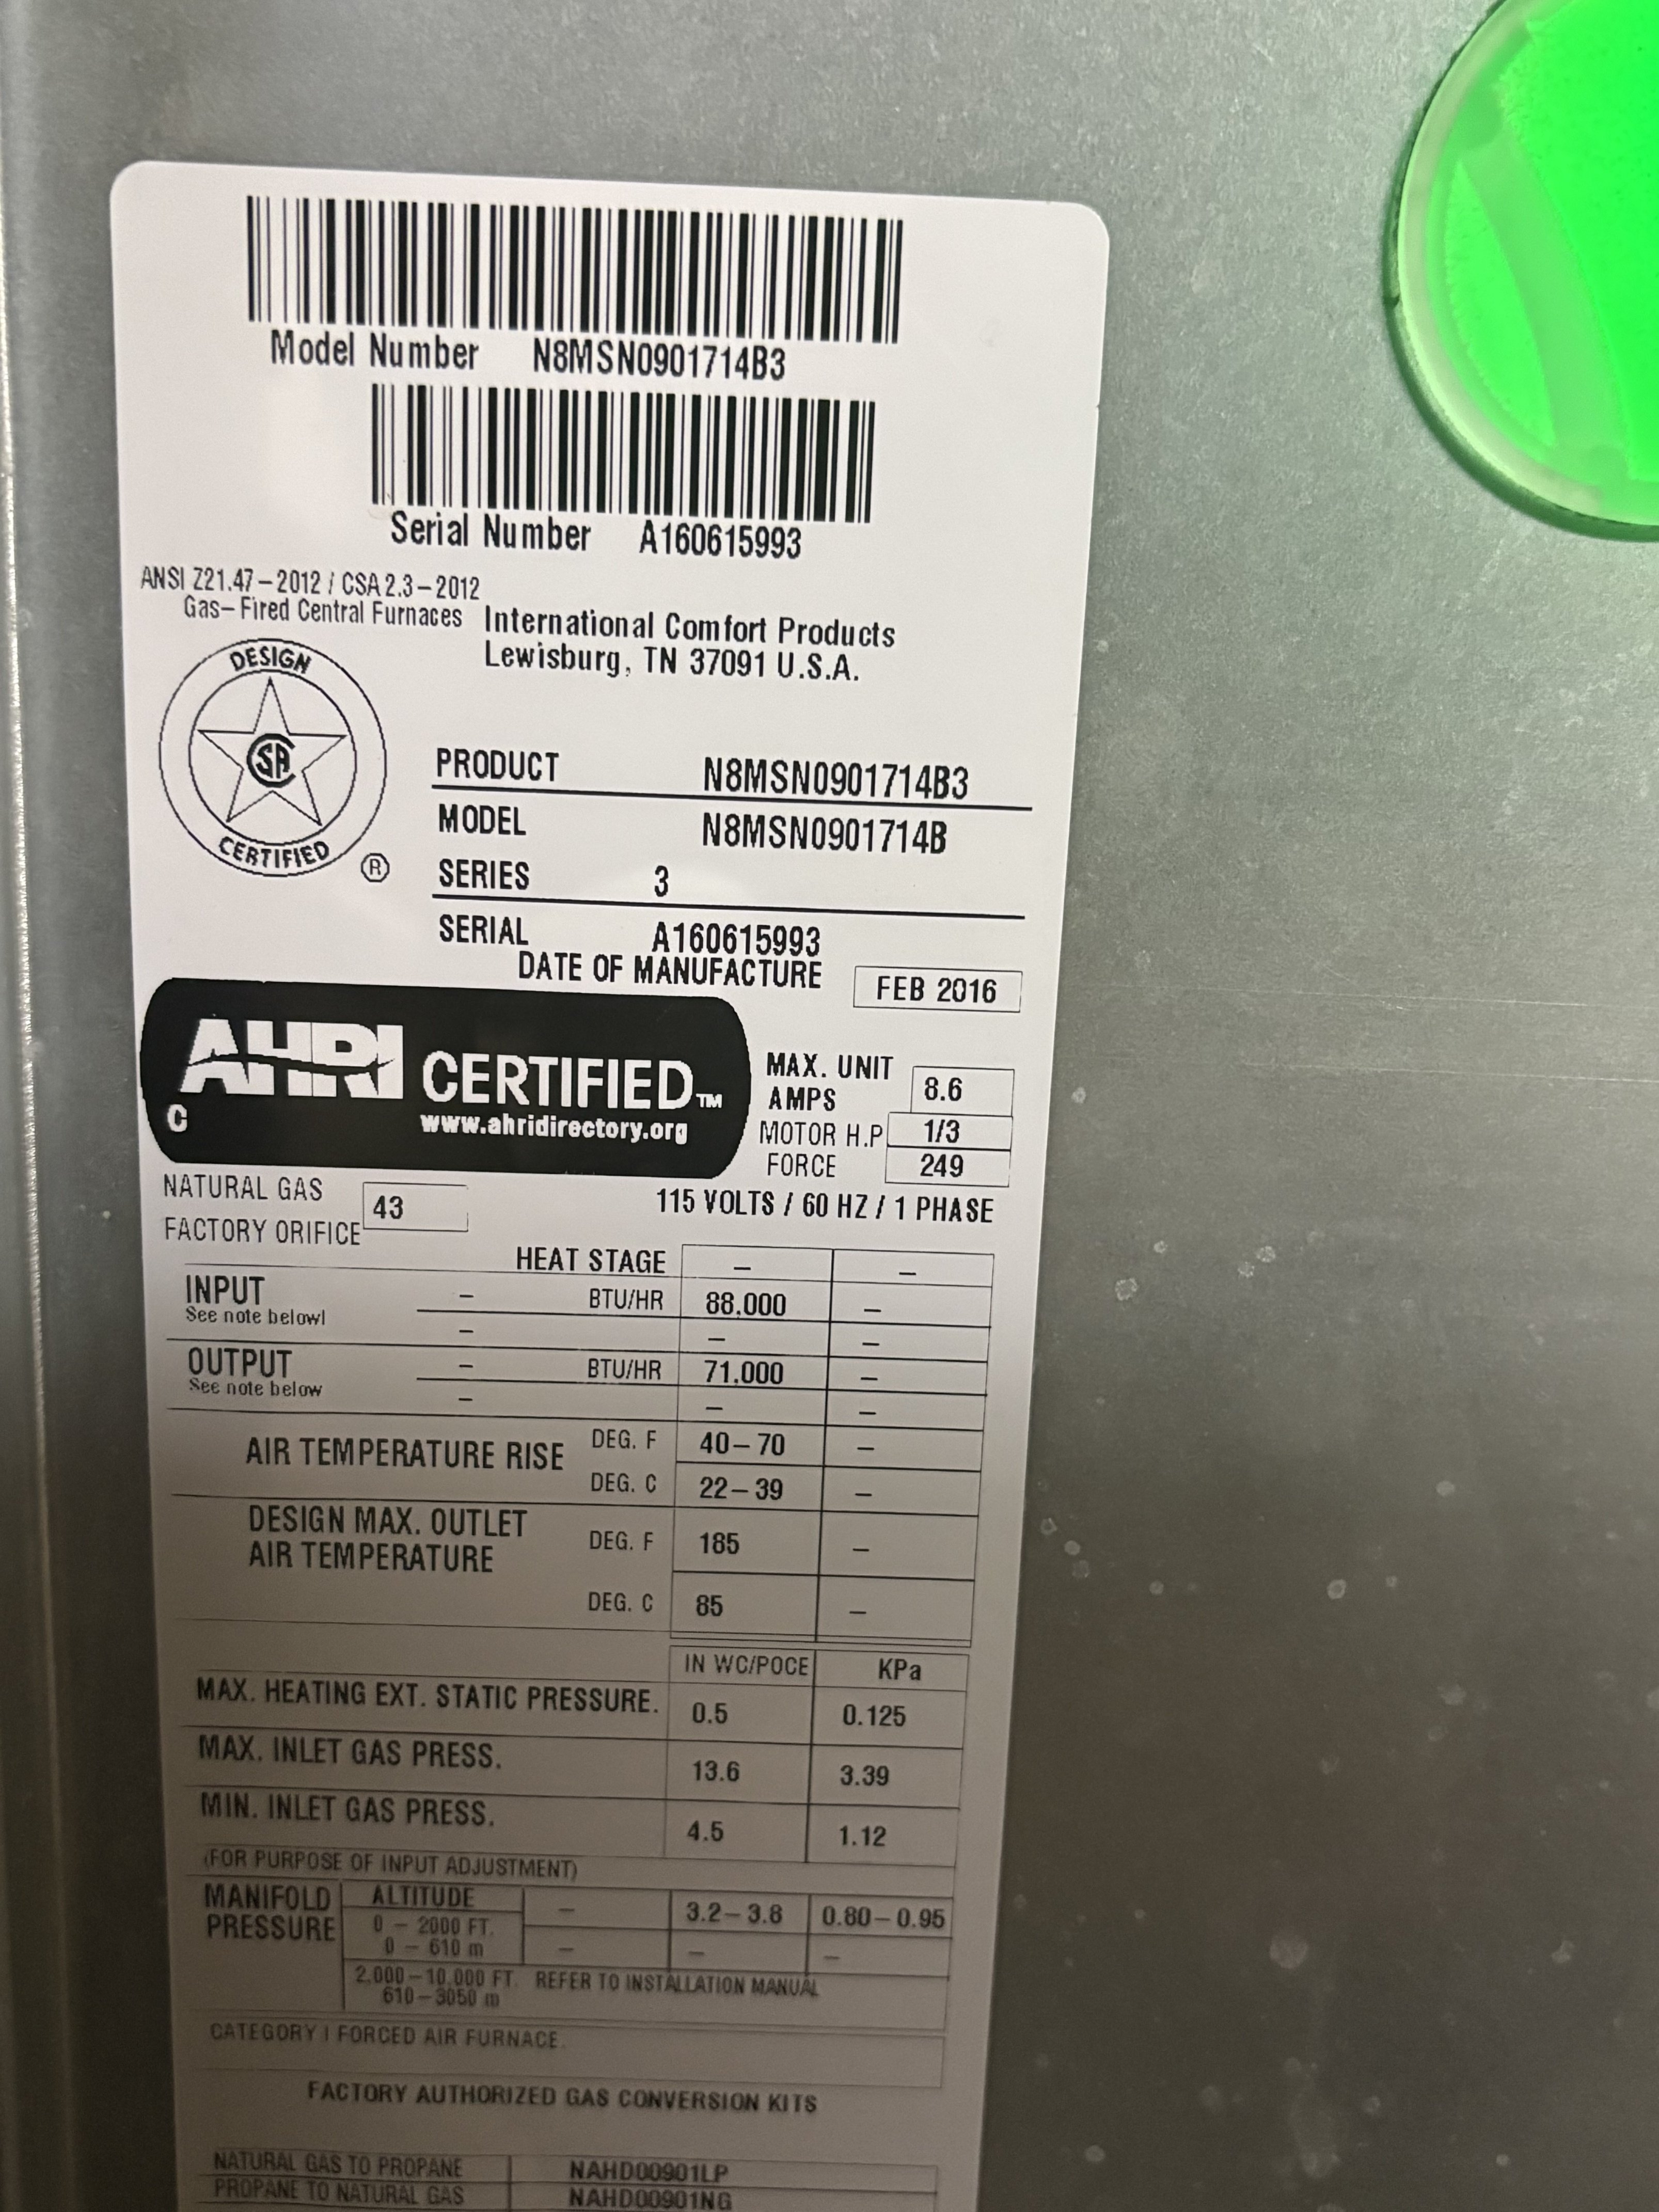 Model Number N8MSN0901714B3
Serial Number A160615993
ANSI Z21.47-2012 / CSA 2.3-2012
Gas-Fired Central Furnaces
International Comfort Products
Lewisburg, TN 37091 U.S.A.
DESIGN
SA
CERTIFIED
®
PRODUCT N8MSN0901714B3
MODEL N8MSN0901714B
SERIES 3
SERIAL A160615993
DATE OF MANUFACTURE FEB 2016
AHRI CERTIFIED™
C www.ahridirectory.org
MAX. UNIT
AMPS 8.6
MOTOR H.P 1/3
FORCE 249
NATURAL GAS
FACTORY ORIFICE 43
115 VOLTS / 60 HZ / 1 PHASE
HEAT STAGE – –
INPUT – BTU/HR 88.000 –
See note belowl
– – –
OUTPUT – BTU/HR 71.000 –
See note below
– – –
AIR TEMPERATURE RISE DEG. F 40-70 –
DEG. C 22-39 –
DESIGN MAX. OUTLET
AIR TEMPERATURE DEG. F 185 –
DEG. C 85 –
IN WC/POCE KPa
MAX. HEATING EXT. STATIC PRESSURE. 0.5 0.125
MAX. INLET GAS PRESS. 13.6 3.39
MIN. INLET GAS PRESS. 4.5 1.12
(FOR PURPOSE OF INPUT ADJUSTMENT)
MANIFOLD
PRESSURE
ALTITUDE
0 - 2000 FT. – 3.2-3.8 0.80-0.95
0 - 610 m – – –
2.000-10.000 FT. REFER TO INSTALLATION MANUAL
610-3050 m
CATEGORY I FORCED AIR FURNACE.
FACTORY AUTHORIZED GAS CONVERSION KITS
NATURAL GAS TO PROPANE NAHD00901LP
PROPANE TO NATURAL GAS NAHD00901NG